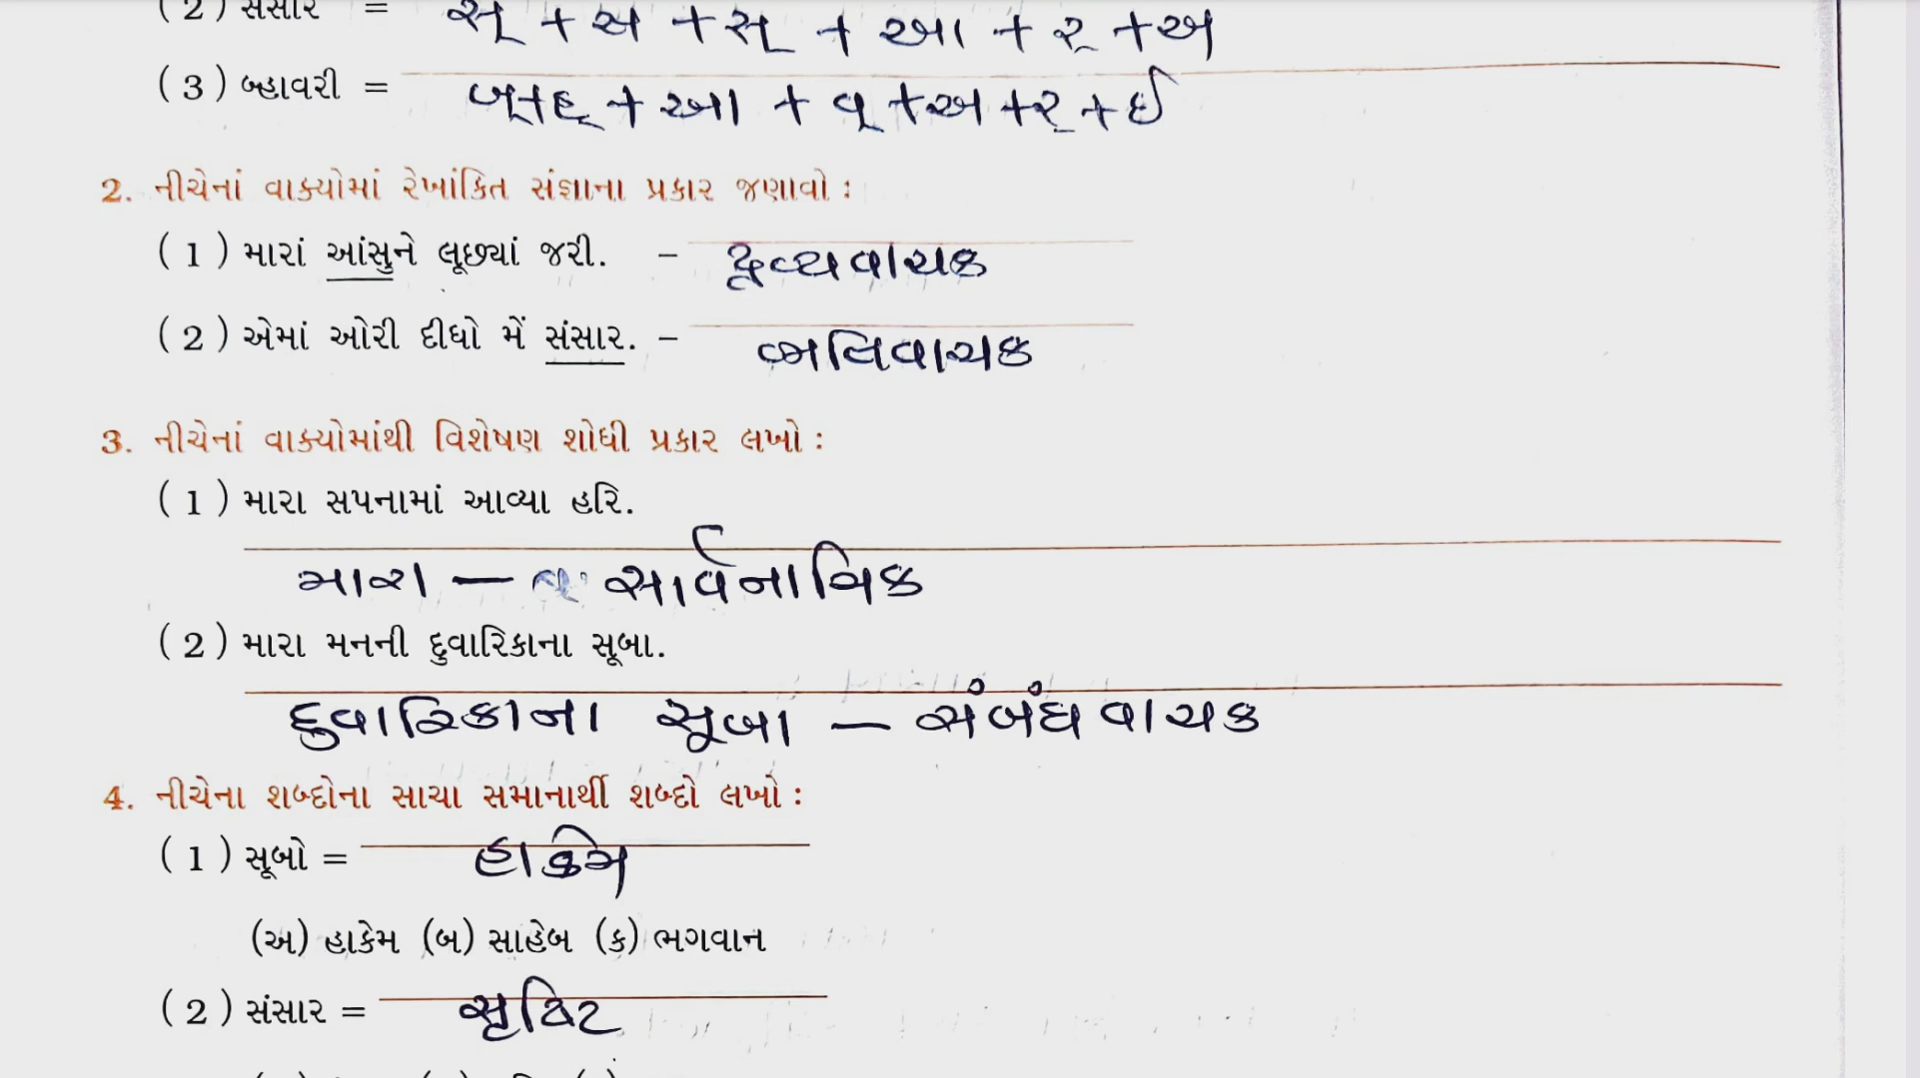 (2) સંસાર = સ્ + અ + સ્ + આ + ર્ + અ
(3) બ્હાવરી = બ્+હ્ + આ + વ્ + અ + ર્ + ઈ
2. નીચેનાં વાક્યોમાં રેખાંકિત સંજ્ઞાના પ્રકાર જણાવો :
(1) મારાં આંસુને લૂછ્યાં જરી. – દ્રવ્યવાચક
(2) એમાં ઓરી દીધો મેં સંસાર. –
3. નીચેનાં વાક્યોમાંથી વિશેષણ શોધી પ્રકાર લખો :
(1) મારા સપનામાં આવ્યા હરિ.
મારા — સાર્વનામિક
(2) મારા મનની દુવારિકાના સૂબા.
દુવારિકાના સૂબા — સંબંધવાચક
4. નીચેના શબ્દોના સાચા સમાનાર્થી શબ્દો લખો :
(1) સૂબો = હાકેમ
(અ) હાકેમ (બ) સાહેબ (ક) ભગવાન
(2) સંસાર = સૃષ્ટિ